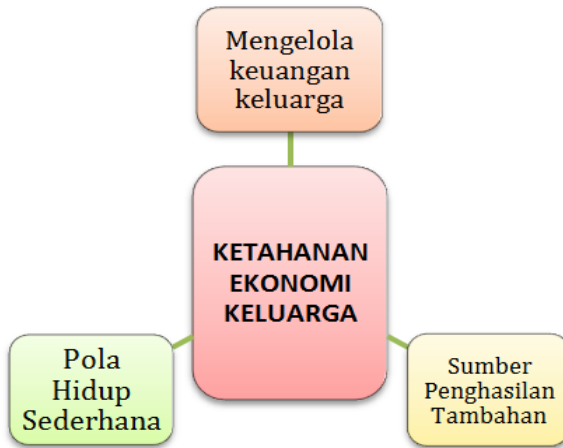 Mengelola
keuangan
keluarga
KETAHANAN
EKONOMI
KELUARGA
Pola
Hidup
Sederhana
Sumber
Penghasilan
Tambahan